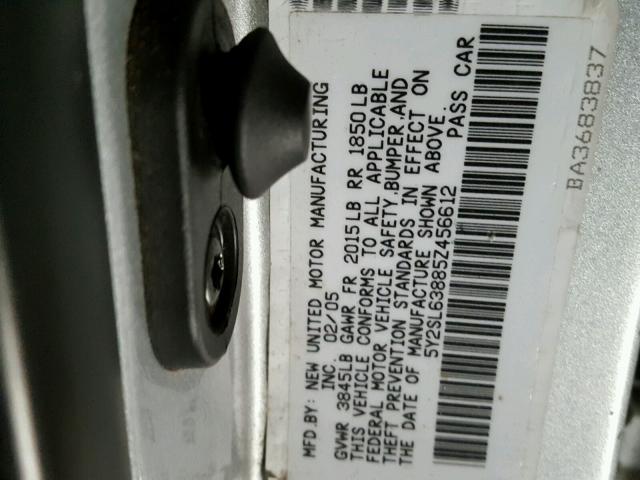 MFD.BY: NEW UNITED MOTOR MANUFACTURING
INC. 02/05
GVWR 3845LB GAWR FR 2015LB RR 1850LB
THIS VEHICLE CONFORMS TO ALL APPLICABLE
FEDERAL MOTOR VEHICLE SAFETY,BUMPER,AND
THEFT PREVENTION STANDARDS IN EFFECT ON
THE DATE OF MANUFACTURE SHOWN ABOVE.
5Y2SL63885Z456612 PASS CAR
BA3683837